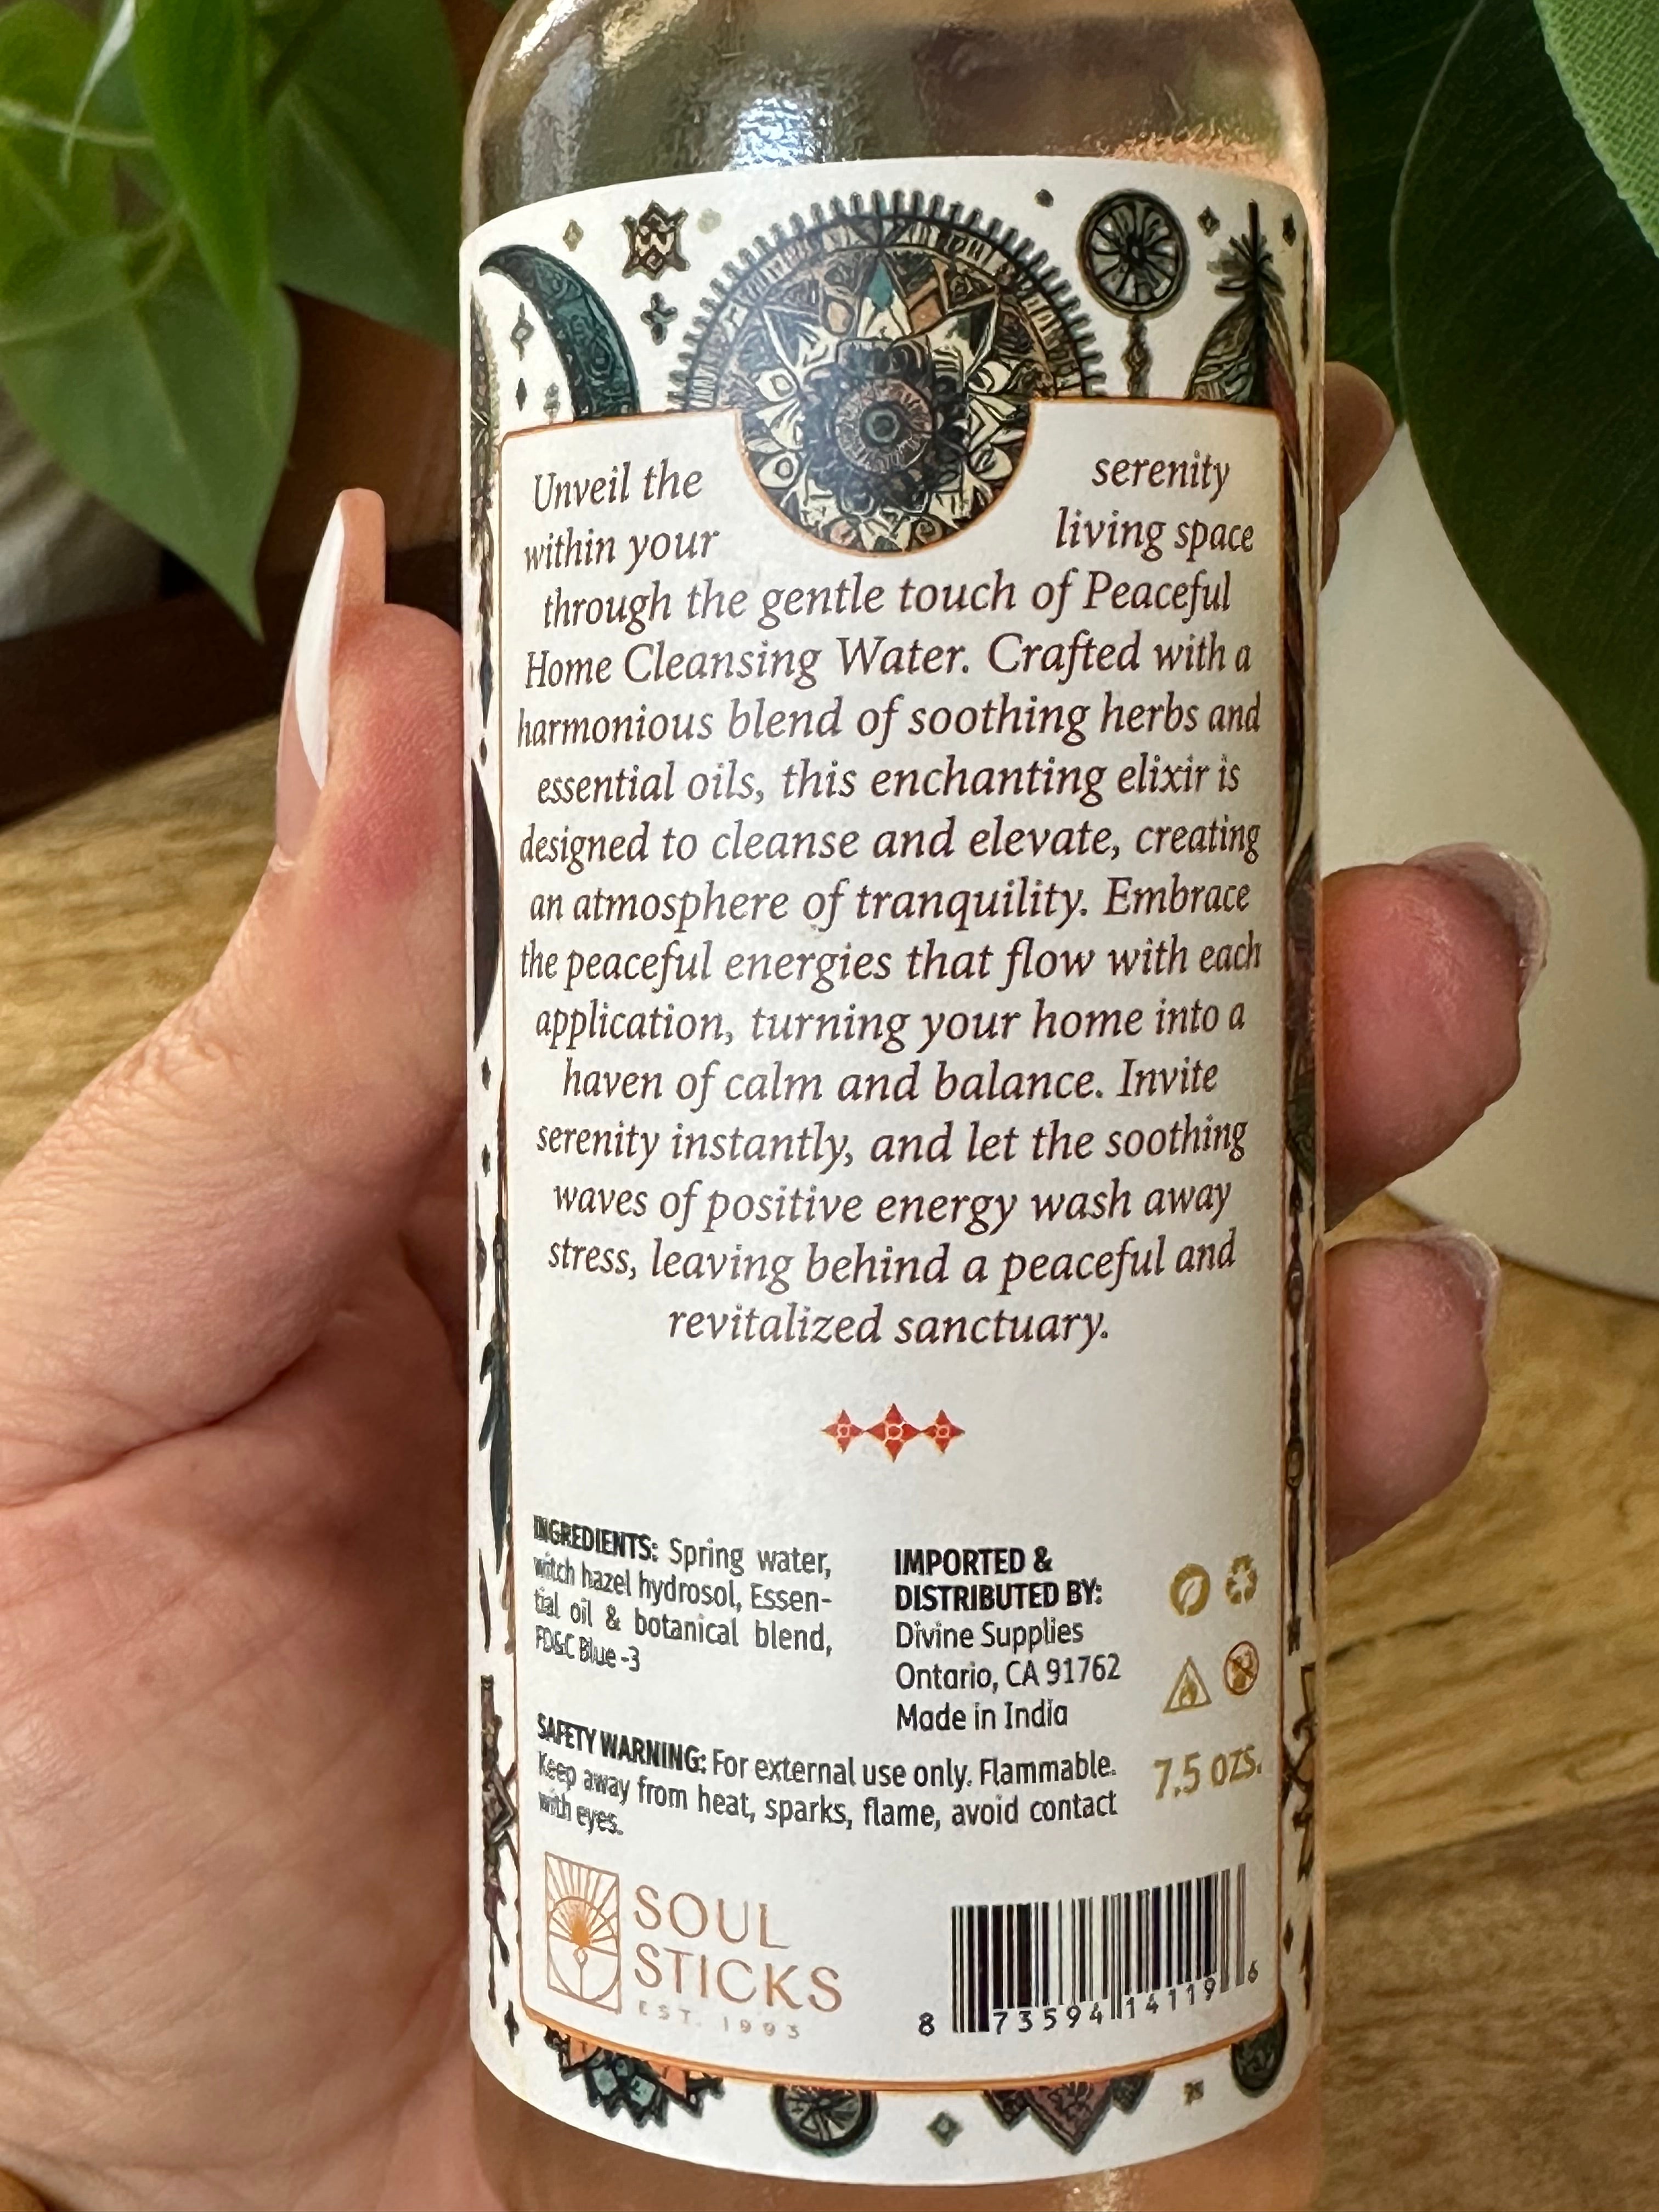 Unveil the serenity
within your living space
through the gentle touch of Peaceful
Home Cleansing Water. Crafted with a
harmonious blend of soothing herbs and
essential oils, this enchanting elixir is
designed to cleanse and elevate, creating
an atmosphere of tranquility. Embrace
the peaceful energies that flow with each
application, turning your home into a
haven of calm and balance. Invite
serenity instantly, and let the soothing
waves of positive energy wash away
stress, leaving behind a peaceful and
revitalized sanctuary.
INGREDIENTS: Spring water,
witch hazel hydrosol, Essen-
tial oil & botanical blend,
FD&C Blue -3
IMPORTED &
DISTRIBUTED BY:
Divine Supplies
Ontario, CA 91762
Made in India
SAFETY WARNING: For external use only. Flammable.
Keep away from heat, sparks, flame, avoid contact
with eyes.
7.5 OZS.
SOUL
STICKS
EST. 1993
8 73594 14119 6